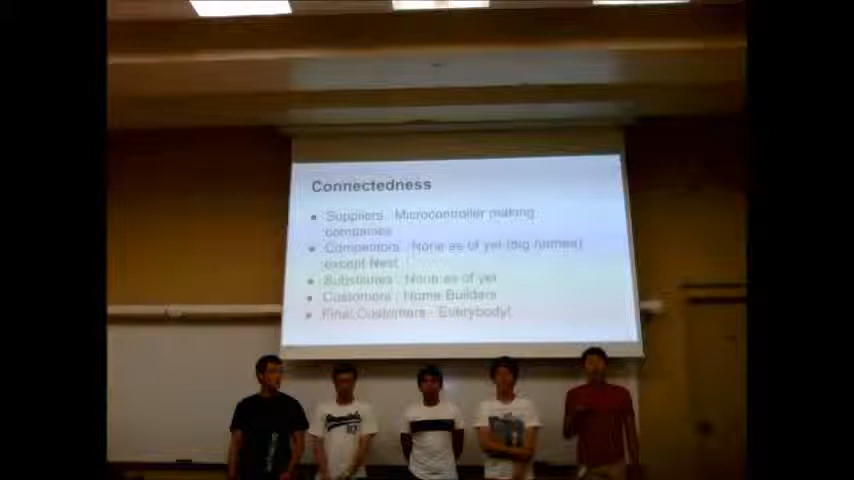 Connectedness
Suppliers : Microcontroller making
companies
Competitors : None as of yet (big names)
except Nest
Substitutes : None as of yet
Customers : Home Builders
Final Customers - Everybody!